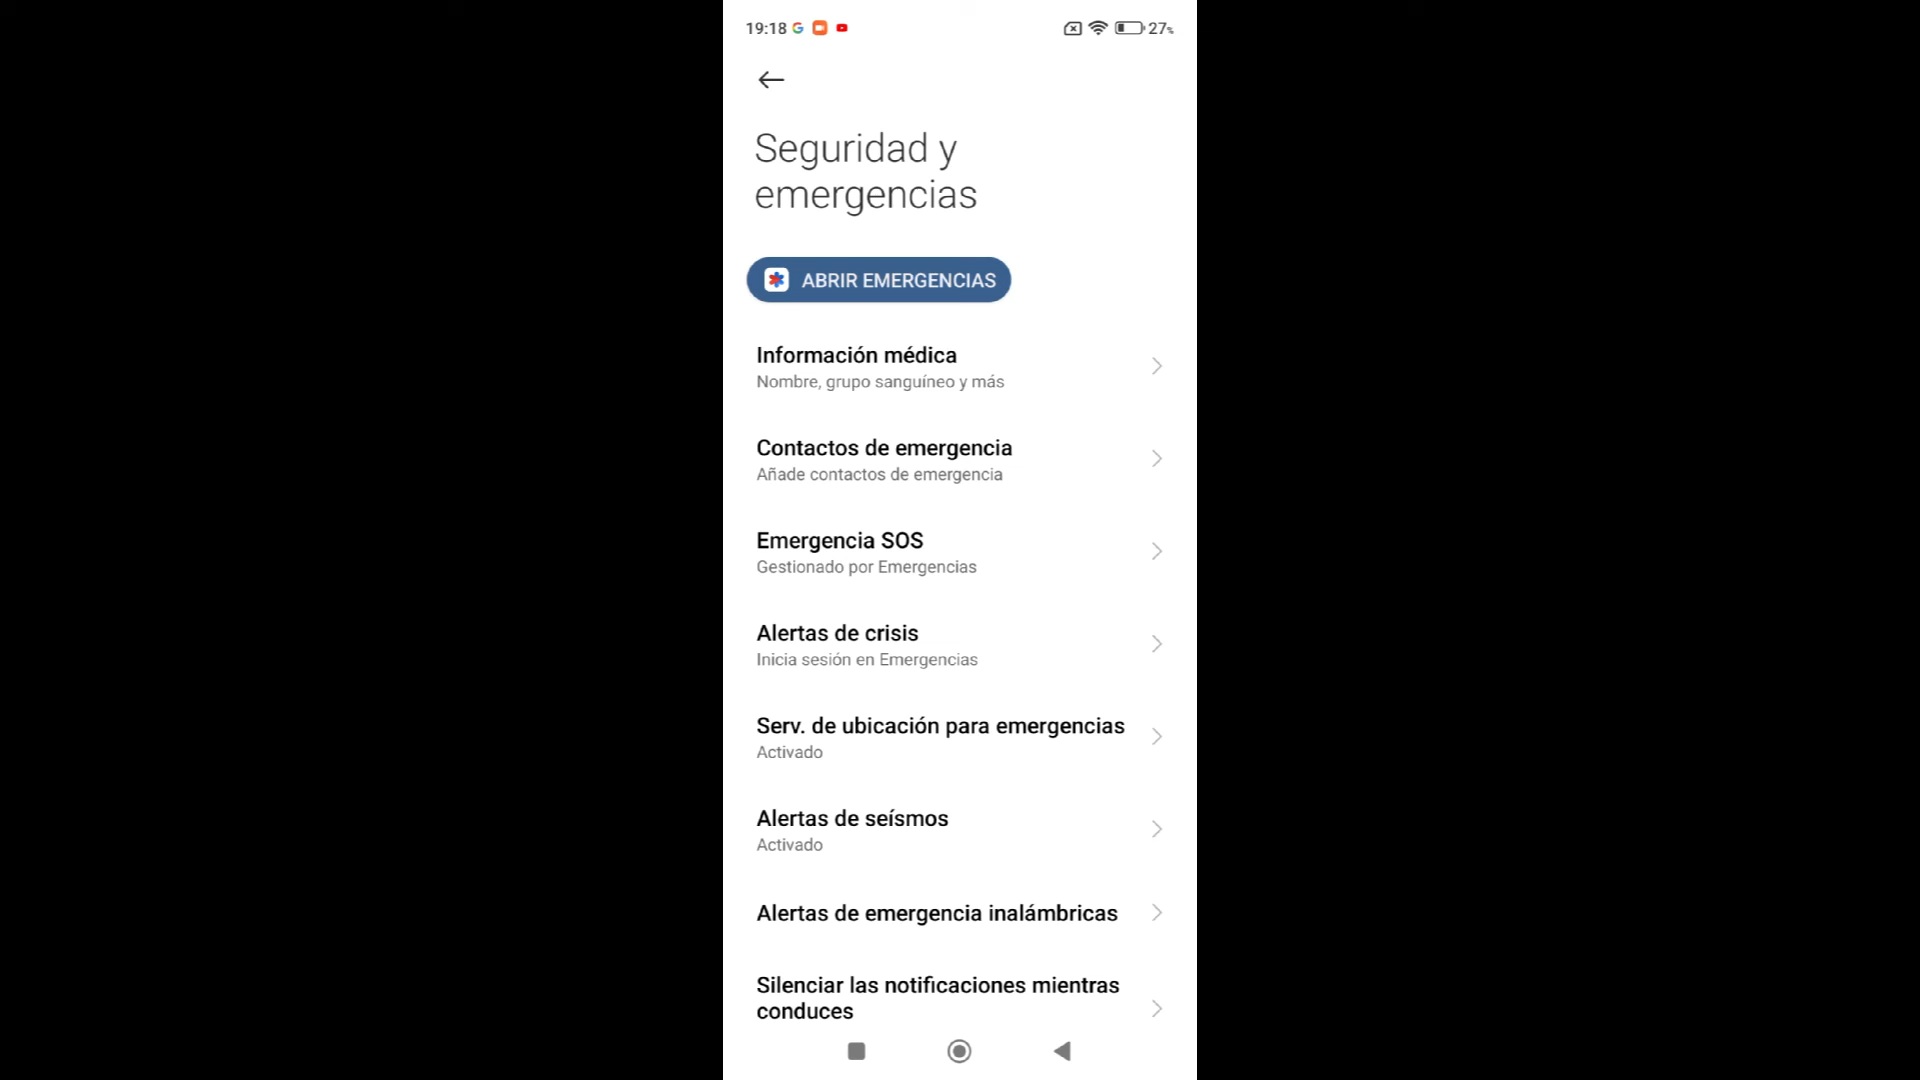 19:18
27%
Seguridad y
emergencias
ABRIR EMERGENCIAS
Información médica
Nombre, grupo sanguíneo y más
Contactos de emergencia
Añade contactos de emergencia
Emergencia SOS
Gestionado por Emergencias
Alertas de crisis
Inicia sesión en Emergencias
Serv. de ubicación para emergencias
Activado
Alertas de seísmos
Activado
Alertas de emergencia inalámbricas
Silenciar las notificaciones mientras
conduces